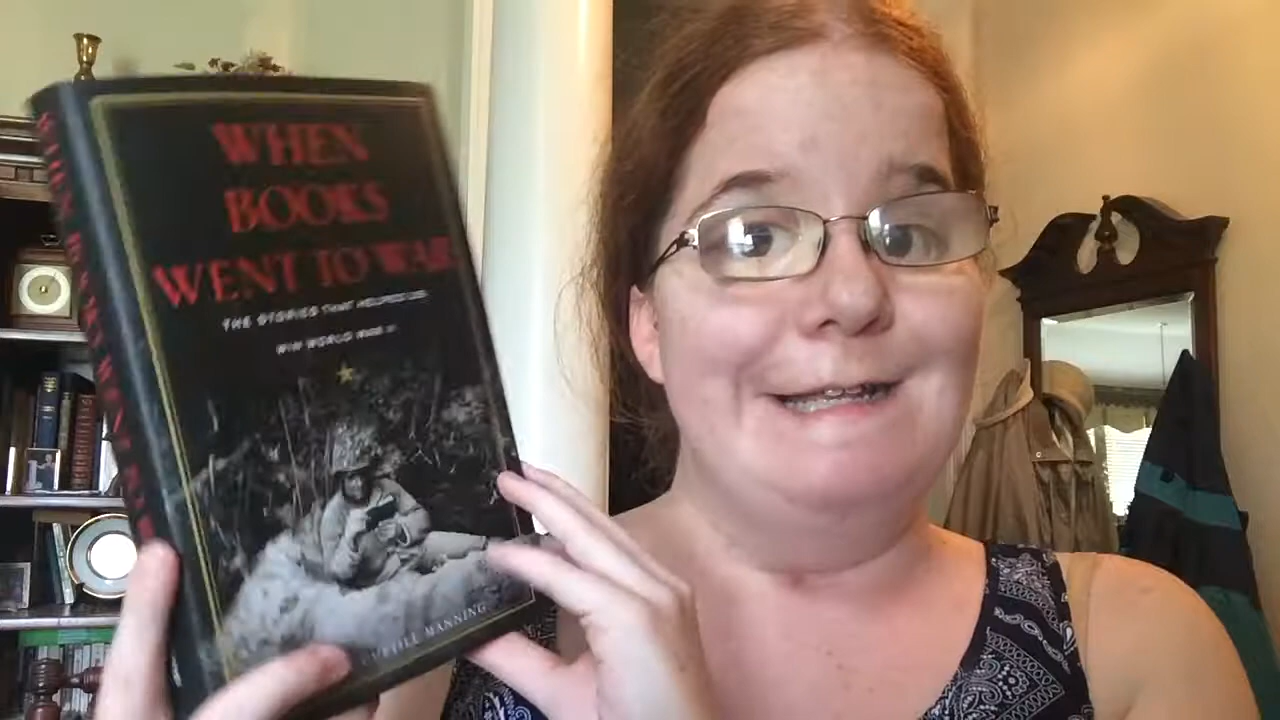 WHEN
BOOKS
WENT TO WAR
THE STORIES THAT HELPED US
WIN WORLD WAR II
MANNING